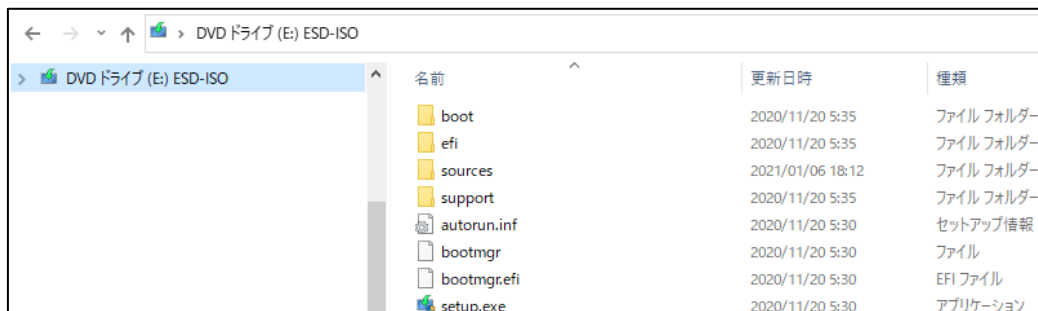 DVD ドライブ (E:) ESD-ISO
DVD ドライブ (E:) ESD-ISO
名前 更新日時 種類
boot 2020/11/20 5:35 ファイル フォルダー
efi 2020/11/20 5:35 ファイル フォルダー
sources 2021/01/06 18:12 ファイル フォルダー
support 2020/11/20 5:35 ファイル フォルダー
autorun.inf 2020/11/20 5:30 セットアップ情報
bootmgr 2020/11/20 5:30 ファイル
bootmgr.efi 2020/11/20 5:30 EFI ファイル
setup.exe 2020/11/20 5:30 アプリケーション